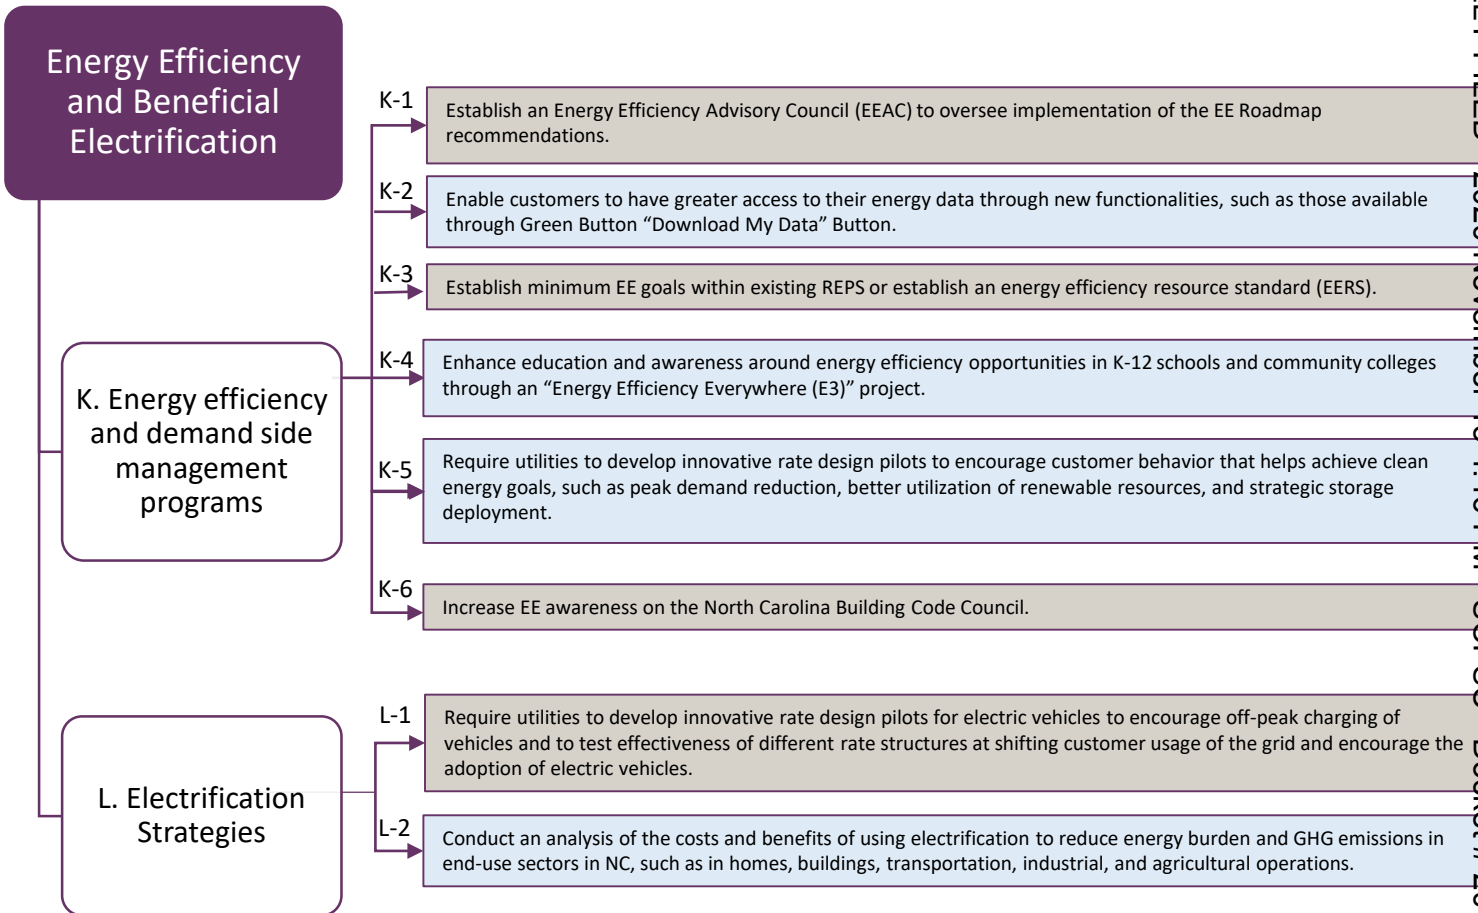 Energy Efficiency
and Beneficial
Electrification
K. Energy efficiency
and demand side
management
programs
K-1
Establish an Energy Efficiency Advisory Council (EEAC) to oversee implementation of the EE Roadmap
recommendations.
K-2
Enable customers to have greater access to their energy data through new functionalities, such as those available
through Green Button “Download My Data” Button.
K-3
Establish minimum EE goals within existing REPS or establish an energy efficiency resource standard (EERS).
K-4
Enhance education and awareness around energy efficiency opportunities in K-12 schools and community colleges
through an “Energy Efficiency Everywhere (E3)” project.
K-5
Require utilities to develop innovative rate design pilots to encourage customer behavior that helps achieve clean
energy goals, such as peak demand reduction, better utilization of renewable resources, and strategic storage
deployment.
K-6
Increase EE awareness on the North Carolina Building Code Council.
L. Electrification
Strategies
L-1
Require utilities to develop innovative rate design pilots for electric vehicles to encourage off-peak charging of
vehicles and to test effectiveness of different rate structures at shifting customer usage of the grid and encourage the
adoption of electric vehicles.
L-2
Conduct an analysis of the costs and benefits of using electrification to reduce energy burden and GHG emissions in
end-use sectors in NC, such as in homes, buildings, transportation, industrial, and agricultural operations.